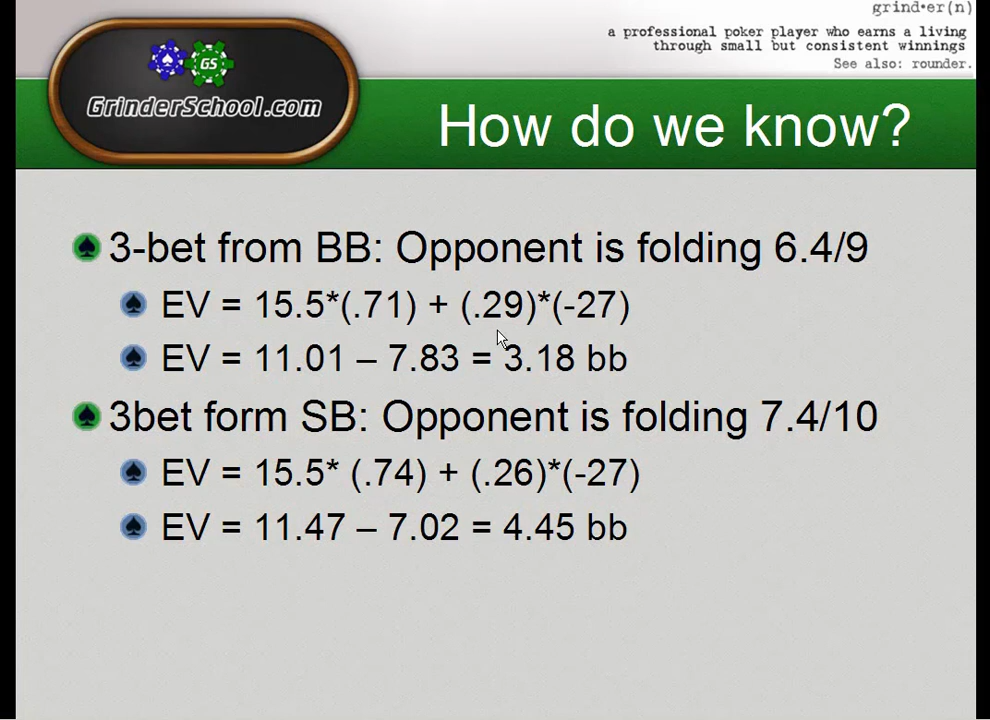 grind•er(n)
a professional poker player who earns a living
through small but consistent winnings
See also: rounder.
GS
GrinderSchool.com
How do we know?
3-bet from BB: Opponent is folding 6.4/9
EV = 15.5*(.71) + (.29)*(-27)
EV = 11.01 – 7.83 = 3.18 bb
3bet form SB: Opponent is folding 7.4/10
EV = 15.5* (.74) + (.26)*(-27)
EV = 11.47 – 7.02 = 4.45 bb